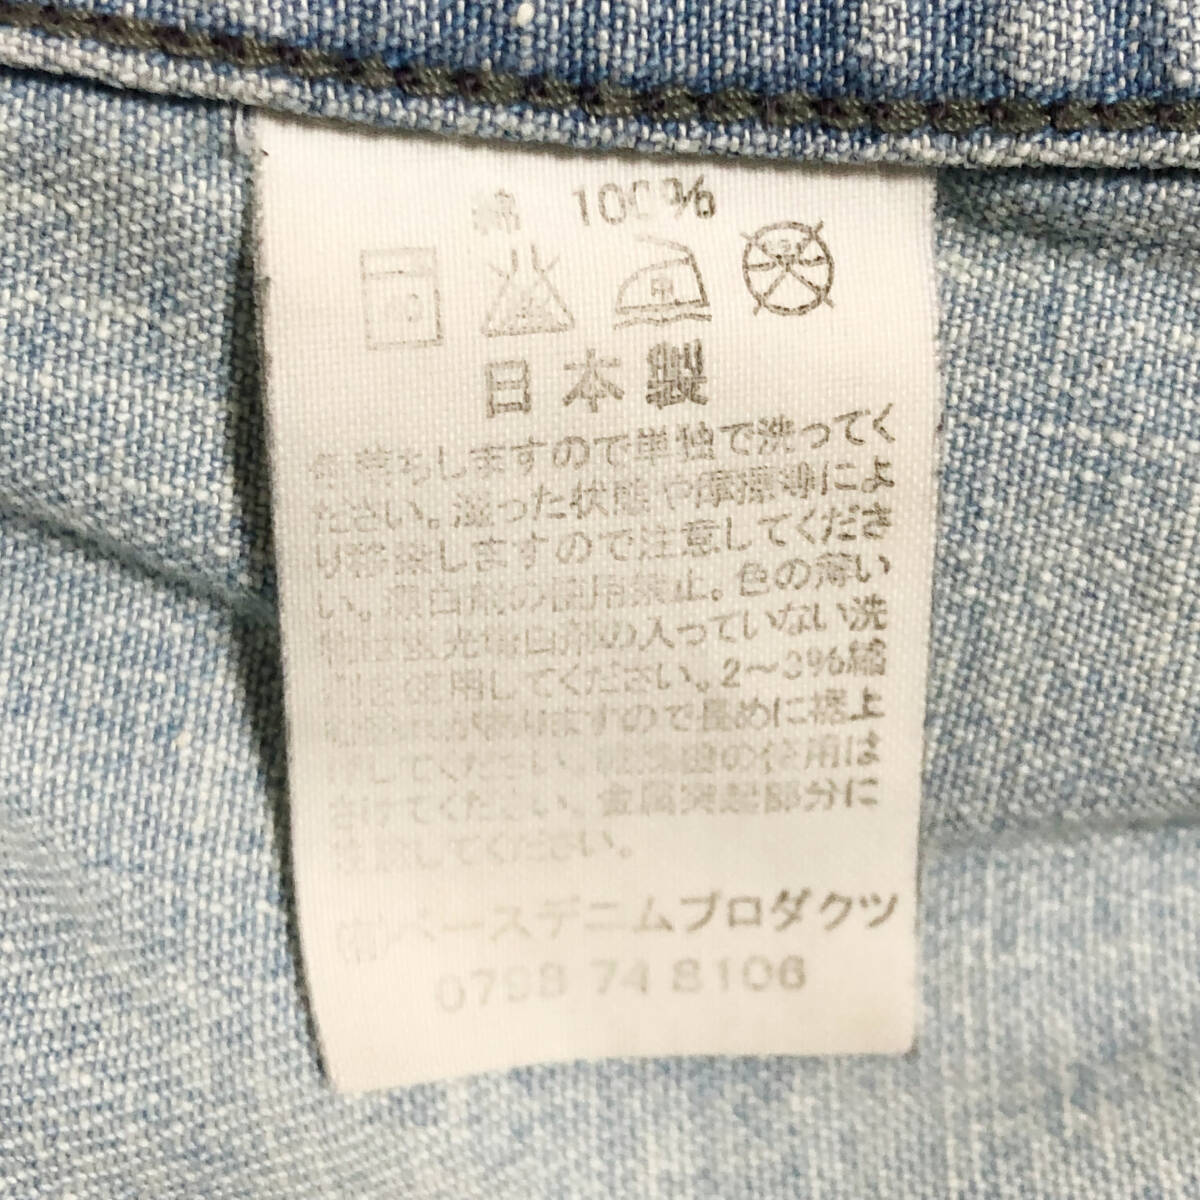 綿 100%
40
中
日本製
色落ちしますので単独で洗ってく
ださい。湿った状態や摩擦等によ
り移染しますので注意してくださ
い。漂白剤の使用禁止。色の薄い
物は蛍光増白剤の入っていない洗
剤を使用してください。2～3%縮
が残りますので長めに裾上
してください。乾燥機の使用は
さけてください。金属突起部分に
注意してください。
(有)ベースデニムプロダクツ
0798 74 8106